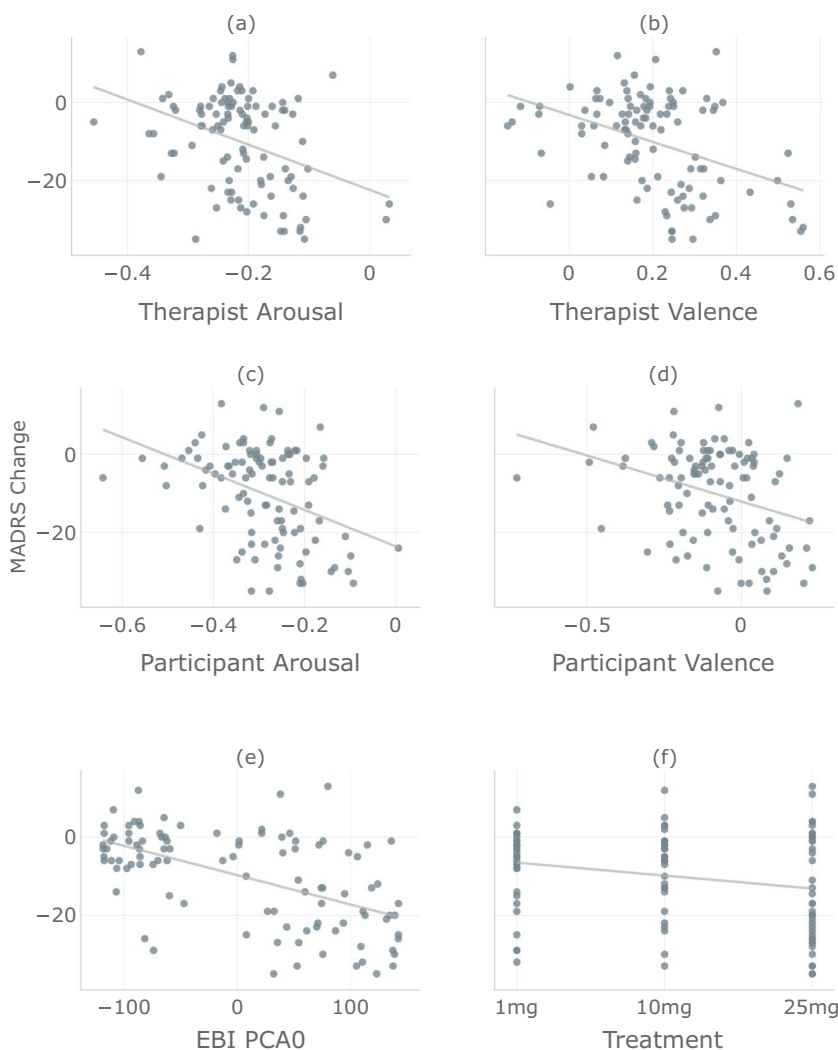 (a) (b)
0
−20
−0.4 −0.2 0 0 0.2 0.4 0.6
Therapist Arousal Therapist Valence
(c) (d)
0
MADRS Change
−20
−0.6 −0.4 −0.2 0 −0.5 0
Participant Arousal Participant Valence
(e) (f)
0
−20
−100 0 100 1mg 10mg 25mg
EBI PCA0 Treatment